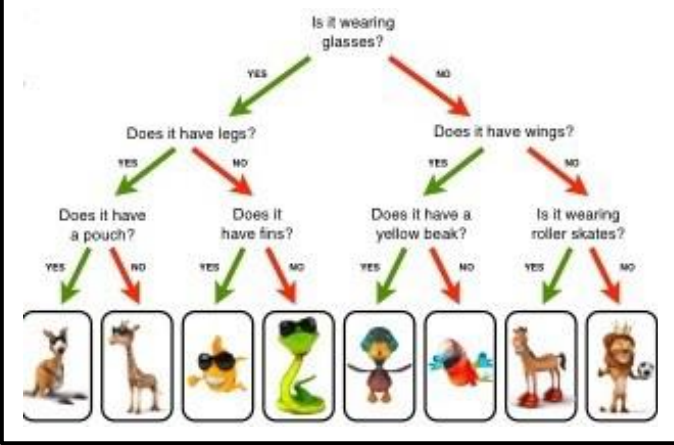 Is it wearing
glasses?
YES
NO
Does it have legs?
Does it have wings?
YES
NO
YES
NO
Does it have
a pouch?
Does it
have fins?
Does it have a
yellow beak?
Is it wearing
roller skates?
YES
NO
YES
NO
YES
NO
YES
NO